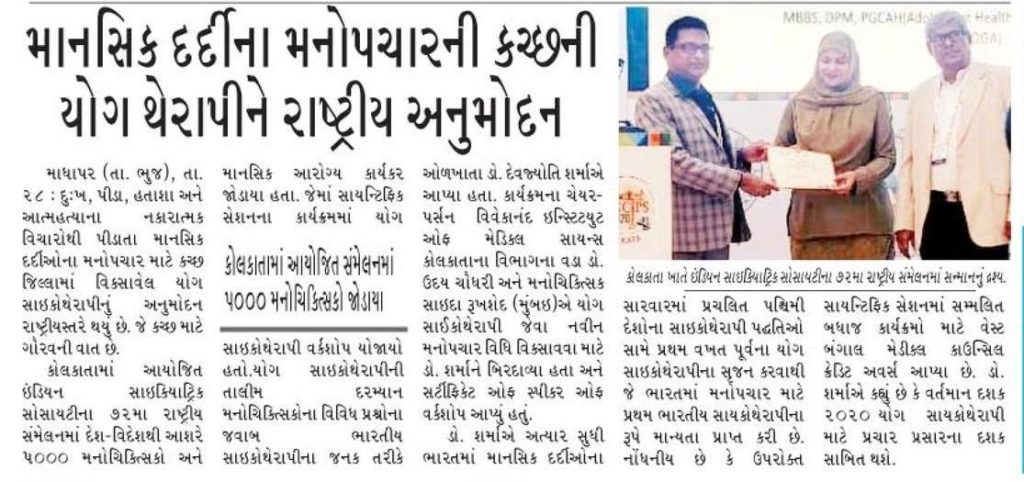 માનસિક દર્દીના મનોપચારની કચ્છની
યોગ થેરાપીને રાષ્ટ્રીય અનુમોદન
માધાપર (તા. ભુજ), તા.
૨૮ : દુઃખ, પીડા, હતાશા અને
આત્મહત્યાના નકારાત્મક
વિચારોથી પીડાતા માનસિક
દર્દીઓના મનોપચાર માટે કચ્છ
જિલ્લામાં વિકસાવેલ યોગ
સાઇકોથેરાપીનું અનુમોદન
રાષ્ટ્રીયસ્તરે થયુ છે. જે કચ્છ માટે
ગૌરવની વાત છે.
કોલકાતામાં આયોજિત
ઇંડિયન સાઇકિયાટ્રિક
સોસાયટીના ૭૨મા રાષ્ટ્રીય
સંમેલનમાં દેશ-વિદેશથી આશરે
૫૦૦૦ મનોચિકિત્સકો અને
માનસિક આરોગ્ય કાર્યકર
જોડાયા હતા. જેમાં સાયન્ટિફિક
સેશનના કાર્યક્રમમાં યોગ
કોલકાતામાં આયોજિત સંમેલનમાં
૫૦૦૦ મનોચિકિત્સકો જોડાયા
સાઇકોથેરાપી વર્કશોપ યોજાયો
હતો.યોગ સાઇકોથેરાપીની
તાલીમ દરમ્યાન
મનોચિકિત્સકોના વિવિધ પ્રશ્નોના
જવાબ ભારતીય
સાઇકોથેરાપીના જનક તરીકે
ઓળખાતા ડો. દેવજ્યોતિ શર્માએ
આપ્યા હતા. કાર્યક્રમના ચેયર-
પર્સન વિવેકાનંદ ઇન્સ્ટિટયુટ
ઓફ મેડિકલ સાયન્સ
કોલકાતાના વિભાગના વડા ડો.
ઉદય ચૌધરી અને મનોચિકિત્સક
સાઇદા રૂખશેદ (મુંબઇ)એ યોગ
સાઈકોથેરાપી જેવા નવીન
મનોપચાર વિધિ વિકસાવવા માટે
ડો. શર્માને બિરદાવ્યા હતા અને
સર્ટીફિકેટ ઓફ સ્પીકર ઓફ
વર્કશોપ આપ્યું હતું.
ડો. શર્માએ અત્યાર સુધી
ભારતમાં માનસિક દર્દીઓના
MBBS, DPM, PGCAH(Adole nt Health
OGA)
કોલકાતા ખાતે ઇંડિયન સાઇકિયાટ્રિક સોસાયટીના ૭૨મા રાષ્ટ્રીય સંમેલનમાં સન્માનનું દૃશ્ય.
સારવારમાં પ્રચલિત પશ્ચિમી
દેશોના સાઇકોથેરાપી પદ્ધતિઓ
સામે પ્રથમ વખત પૂર્વના યોગ
સાઇકોથેરાપીના સૃજન કરવાથી
જે ભારતમાં મનોપચાર માટે
પ્રથમ ભારતીય સાયકોથેરાપીના
રૂપે માન્યતા પ્રાપ્ત કરી છે.
નોંધનીય છે કે ઉપરોક્ત
સાયન્ટિફિક સેશનમાં સમ્મલિત
બધાજ કાર્યક્રમો માટે વેસ્ટ
બંગાલ મેડીકલ કાઉન્સિલ
ક્રેડિટ અવર્સ આપ્યા છે. ડો.
શર્માએ કહ્યું છે કે વર્તમાન દશક
૨૦૨૦ યોગ સાયકોથેરાપી
માટે પ્રચાર પ્રસારના દશક
સાબિત થશે.